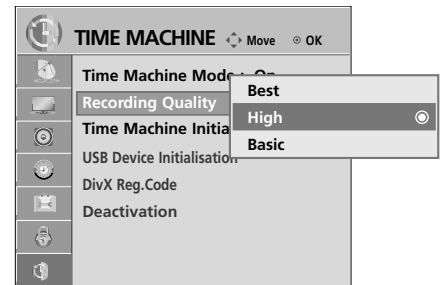 TIME MACHINE Move OK
Time Machine Mode : On
Recording Quality
Time Machine Initia
USB Device Initialisation
DivX Reg.Code
Deactivation
Best
High
Basic